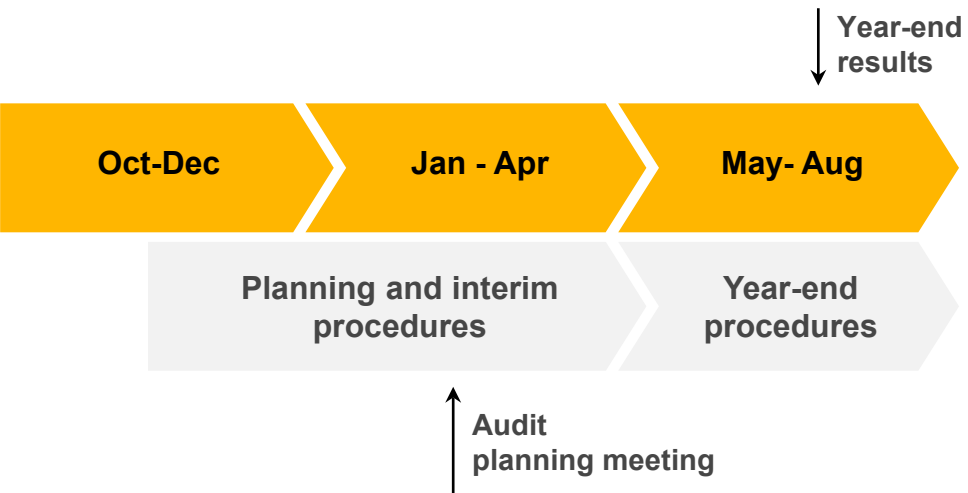 Year-end
results
Oct-Dec
Jan - Apr
May- Aug
Planning and interim
procedures
Year-end
procedures
Audit
planning meeting